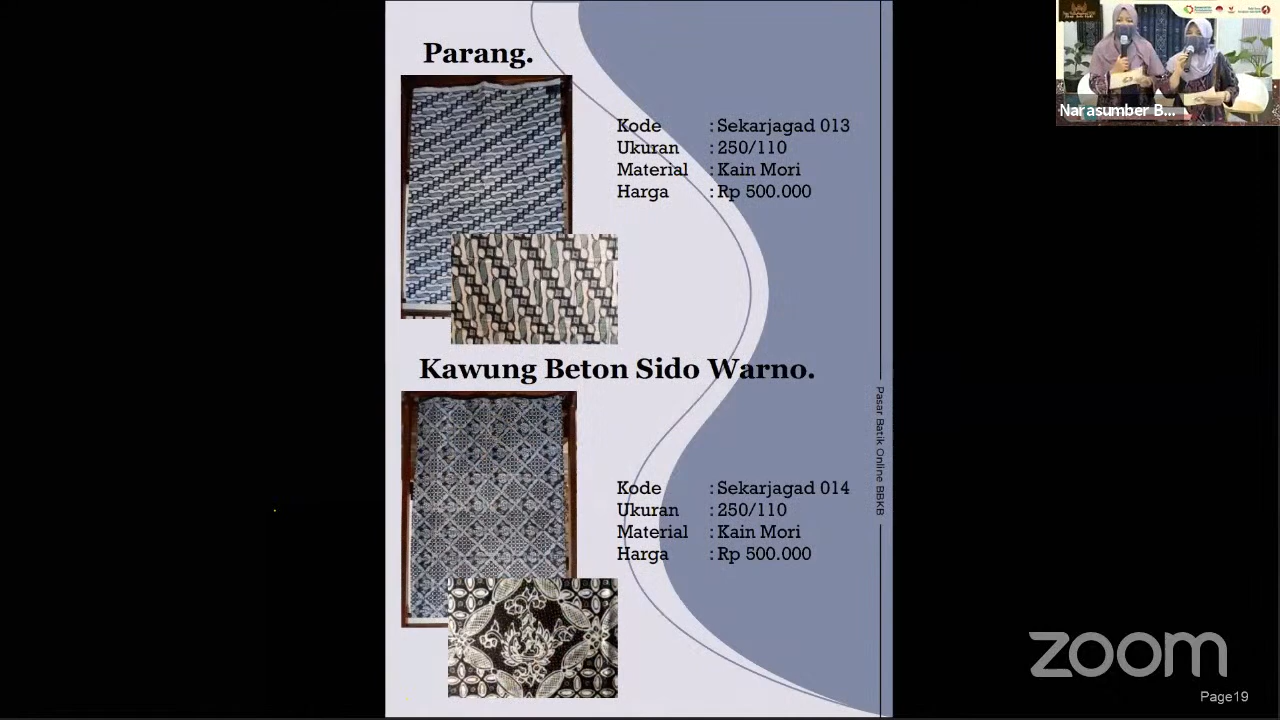 Parang.
Kode : Sekarjagad 013
Ukuran : 250/110
Material : Kain Mori
Harga : Rp 500.000
Kawung Beton Sido Warno.
Kode : Sekarjagad 014
Ukuran : 250/110
Material : Kain Mori
Harga : Rp 500.000
Pasar Batik Online BBKB
Narasumber B...
zoom
Page19